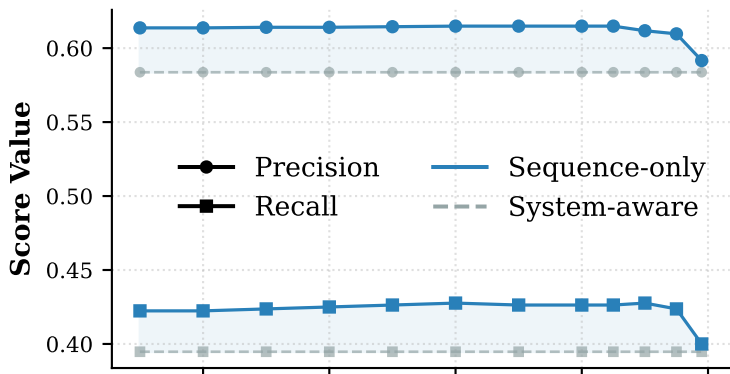 Score Value
0.60
0.55
0.50
0.45
0.40
Precision
Recall
Sequence-only
System-aware